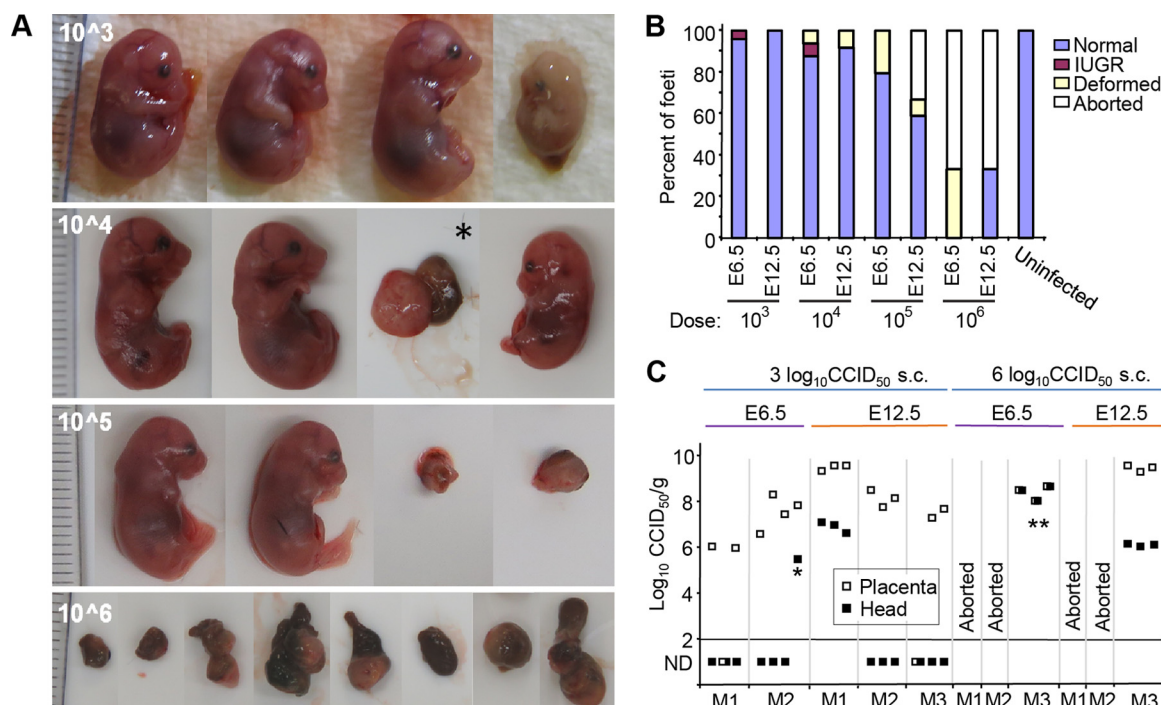 A
10^3
10^4
*
10^5
10^6
B
Percent of foeti
100
80
60
40
20
0
E6.5
E12.5
E6.5
E12.5
E6.5
E12.5
E6.5
E12.5
Uninfected
Dose: 10³ 10⁴ 10⁵ 10⁶
Normal
IUGR
Deformed
Aborted
C
3 log₁₀CCID₅₀ s.c. 6 log₁₀CCID₅₀ s.c.
E6.5 E12.5 E6.5 E12.5
Log₁₀ CCID₅₀/g
10
8
6
4
2
ND
*
**
Placenta
Head
Aborted
Aborted
Aborted
Aborted
M1 M2 M1 M2 M3 M1 M2 M3 M1 M2 M3